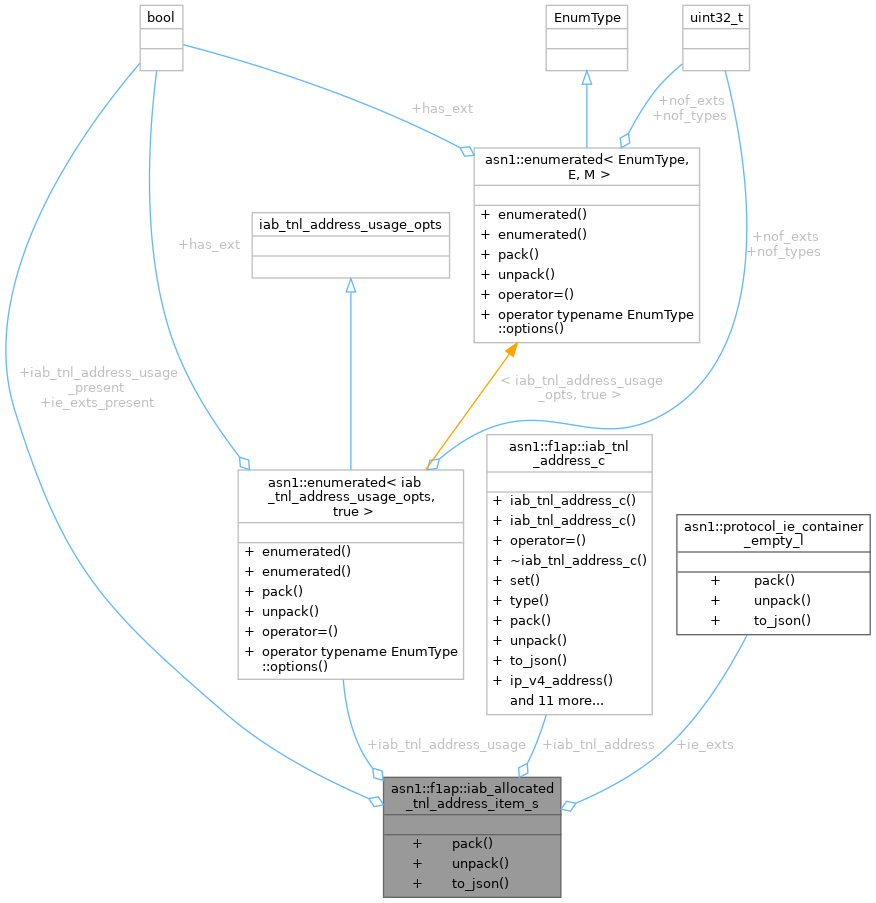 bool
EnumType
uint32_t
+has_ext
+nof_exts
+nof_types
asn1::enumerated< EnumType,
E, M >
+ enumerated()
+ enumerated()
+ pack()
+ unpack()
+ operator=()
+ operator typename EnumType
::options()
iab_tnl_address_usage_opts
+has_ext
+nof_exts
+nof_types
+iab_tnl_address_usage
_present
+ie_exts_present
< iab_tnl_address_usage
_opts, true >
asn1::enumerated< iab
_tnl_address_usage_opts,
true >
+ enumerated()
+ enumerated()
+ pack()
+ unpack()
+ operator=()
+ operator typename EnumType
::options()
asn1::f1ap::iab_tnl
_address_c
+ iab_tnl_address_c()
+ iab_tnl_address_c()
+ operator=()
+ ~iab_tnl_address_c()
+ set()
+ type()
+ pack()
+ unpack()
+ to_json()
+ ip_v4_address()
and 11 more...
asn1::protocol_ie_container
_empty_l
+ pack()
+ unpack()
+ to_json()
+iab_tnl_address_usage
+iab_tnl_address
+ie_exts
asn1::f1ap::iab_allocated
_tnl_address_item_s
+ pack()
+ unpack()
+ to_json()